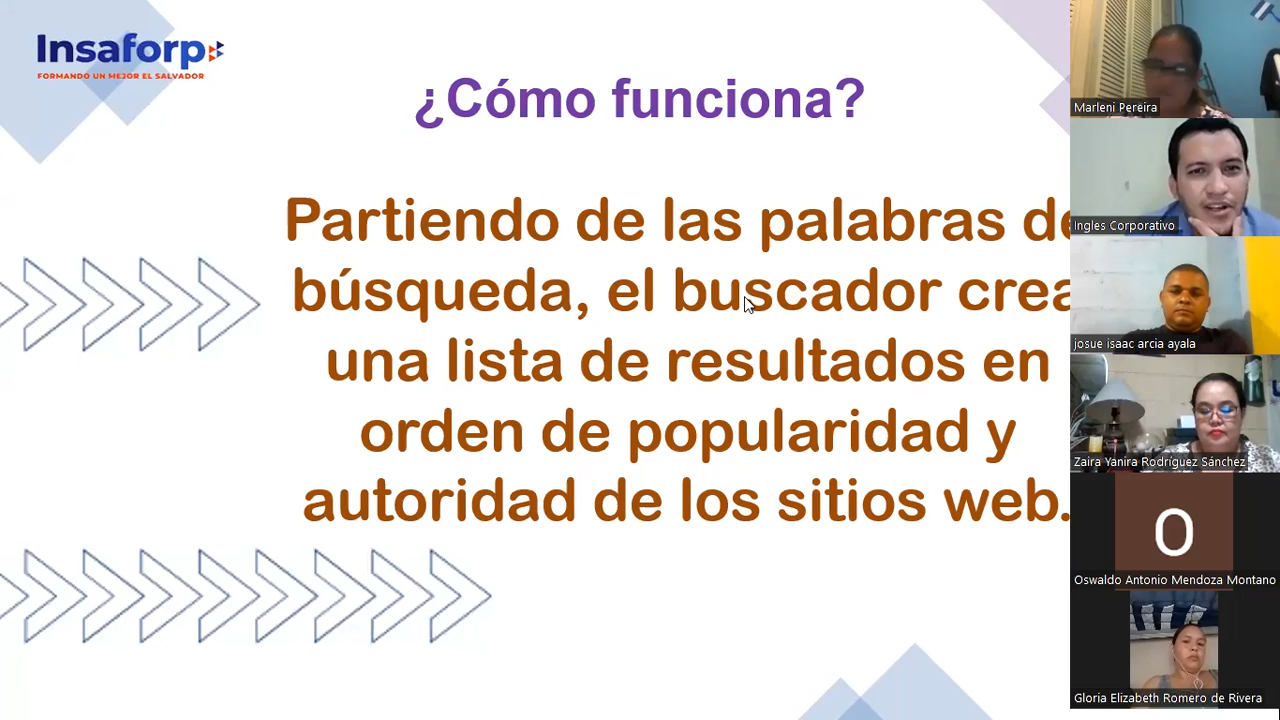 Insaforp
FORMANDO UN MEJOR EL SALVADOR
¿Cómo funciona?
Partiendo de las palabras de
búsqueda, el buscador crea
una lista de resultados en
orden de popularidad y
autoridad de los sitios web.
Marleni Pereira
Ingles Corporativo
josue isaac arcia ayala
Zaira Yanira Rodríguez Sánchez
O
Oswaldo Antonio Mendoza Montano
Gloria Elizabeth Romero de Rivera